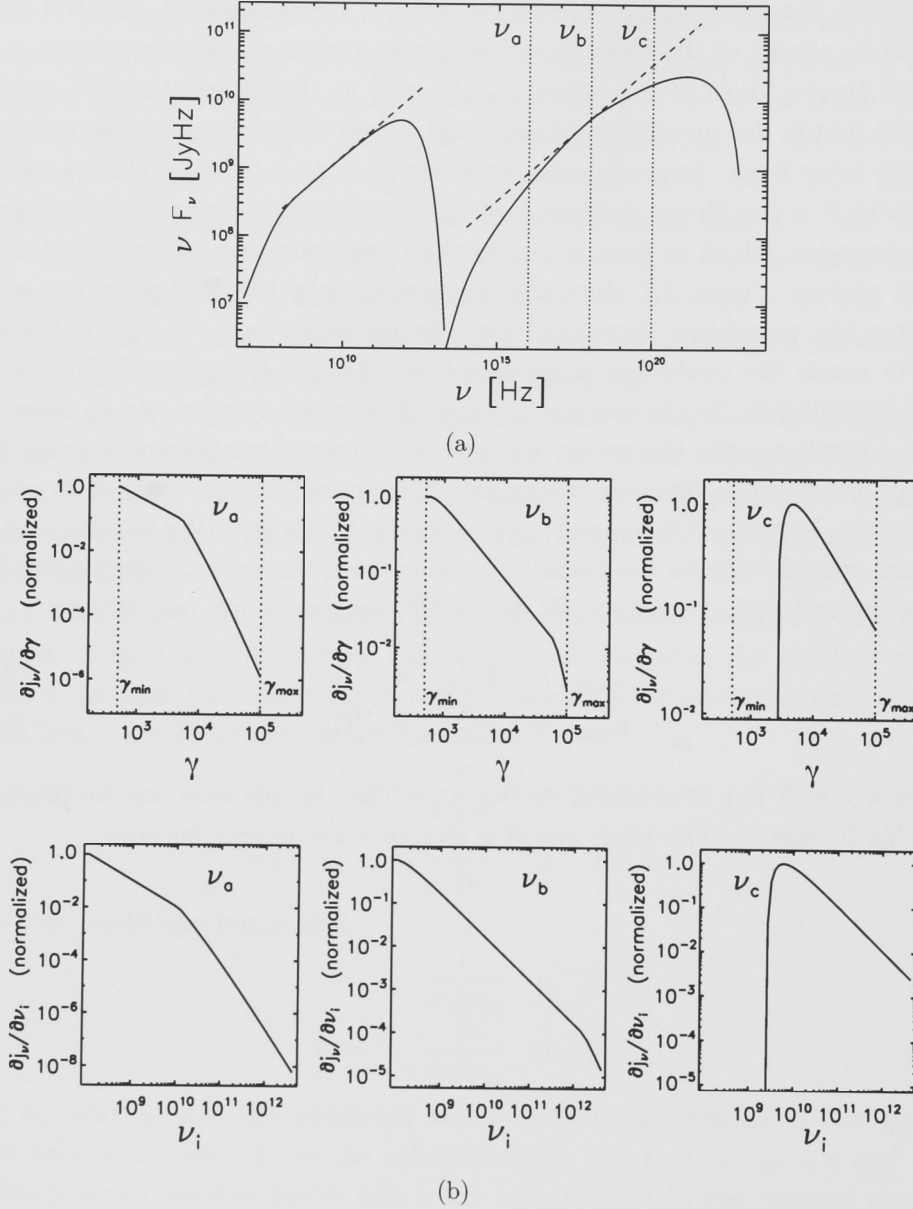 10¹¹
10¹⁰
10⁹
10⁸
10⁷
ν F_ν [JyHz]
ν_a ν_b ν_c
10¹⁰ 10¹⁵ 10²⁰
ν [Hz]
(a)
∂j_ν/∂γ (normalized)
1.0
10⁻²
10⁻⁴
10⁻⁶
ν_a
γ_min γ_max
10³ 10⁴ 10⁵
γ
∂j_ν/∂γ (normalized)
1.0
10⁻¹
10⁻²
ν_b
γ_min γ_max
10³ 10⁴ 10⁵
γ
∂j_ν/∂γ (normalized)
1.0
10⁻¹
10⁻²
ν_c
γ_min γ_max
10³ 10⁴ 10⁵
γ
∂j_ν/∂ν_i (normalized)
1.0
10⁻²
10⁻⁴
10⁻⁶
10⁻⁸
ν_a
10⁹ 10¹⁰ 10¹¹ 10¹²
ν_i
∂j_ν/∂ν_i (normalized)
1.0
10⁻¹
10⁻²
10⁻³
10⁻⁴
10⁻⁵
ν_b
10⁹ 10¹⁰ 10¹¹ 10¹²
ν_i
∂j_ν/∂ν_i (normalized)
1.0
10⁻¹
10⁻²
10⁻³
10⁻⁴
10⁻⁵
ν_c
10⁹ 10¹⁰ 10¹¹ 10¹²
ν_i
(b)